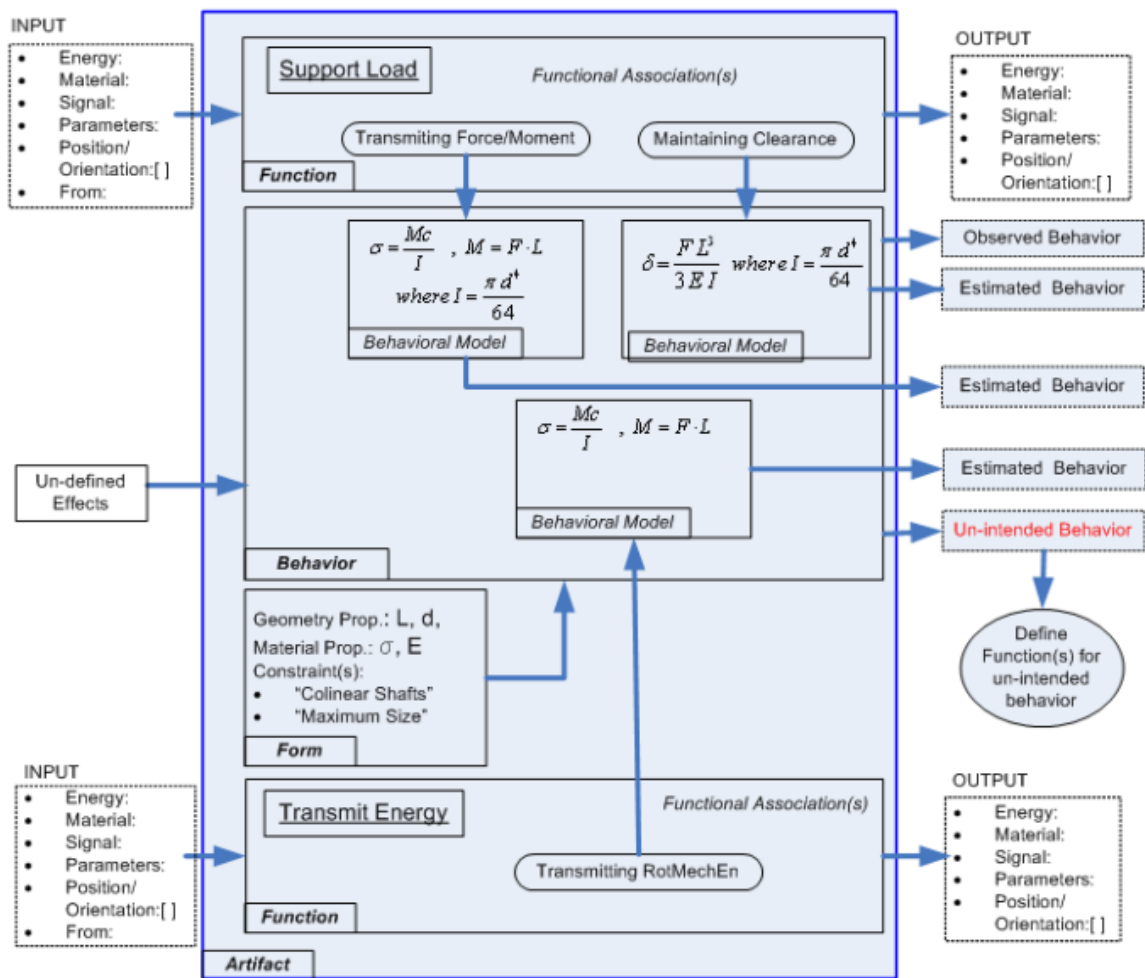 INPUT
• Energy:
• Material:
• Signal:
• Parameters:
• Position/
Orientation:[ ]
• From:
Support Load
Functional Association(s)
Transmiting Force/Moment
Maintaining Clearance
Function
OUTPUT
• Energy:
• Material:
• Signal:
• Parameters:
• Position/
Orientation:[ ]
σ = Mc/I , M = F·L
where I = π d⁴/64
Behavioral Model
δ = F L³/3 E I where I = π d⁴/64
Behavioral Model
Observed Behavior
Estimated Behavior
Estimated Behavior
σ = Mc/I , M = F·L
Behavioral Model
Estimated Behavior
Un-defined
Effects
Un-intended Behavior
Behavior
Define
Function(s) for
un-intended
behavior
Geometry Prop.: L, d,
Material Prop.: σ, E
Constraint(s):
• “Colinear Shafts”
• “Maximum Size”
Form
INPUT
• Energy:
• Material:
• Signal:
• Parameters:
• Position/
Orientation:[ ]
• From:
Transmit Energy
Functional Association(s)
Transmitting RotMechEn
Function
OUTPUT
• Energy:
• Material:
• Signal:
• Parameters:
• Position/
Orientation:[ ]
Artifact